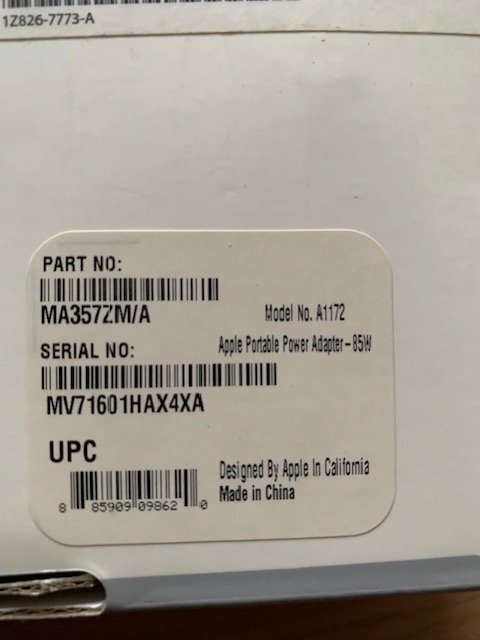 1Z826-7773-A
PART NO:
MA357ZM/A
Model No. A1172
SERIAL NO:
Apple Portable Power Adapter-85W
MV71601HAX4XA
UPC
Designed By Apple In California
Made in China
8 85909 09862 0